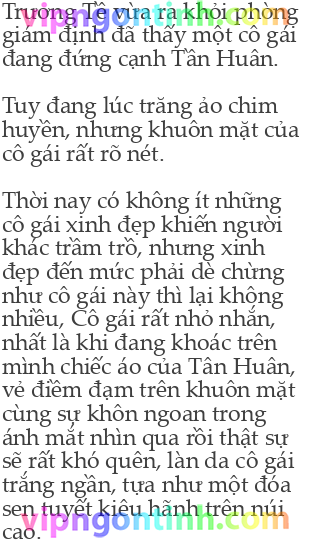 Trương Tề vừa ra khỏi phòng
giám định đã thấy một cô gái
đang đứng cạnh Tần Huân.
Tuy đang lúc trăng ảo chim
huyền, nhưng khuôn mặt của
cô gái rất rõ nét.
Thời nay có không ít những
cô gái xinh đẹp khiến người
khác trầm trồ, nhưng xinh
đẹp đến mức phải dè chừng
như cô gái này thì lại không
nhiều, Cô gái rất nhỏ nhắn,
nhất là khi đang khoác trên
mình chiếc áo của Tân Huân,
vẻ điềm đạm trên khuôn mặt
cùng sự khôn ngoan trong
ánh mắt nhìn qua rồi thật sự
sẽ rất khó quên, làn da cô gái
trắng ngần, tựa như một đóa
sen tuyết kiêu hãnh trên núi
cao.
vipngontinh.com
vipngontinh.com